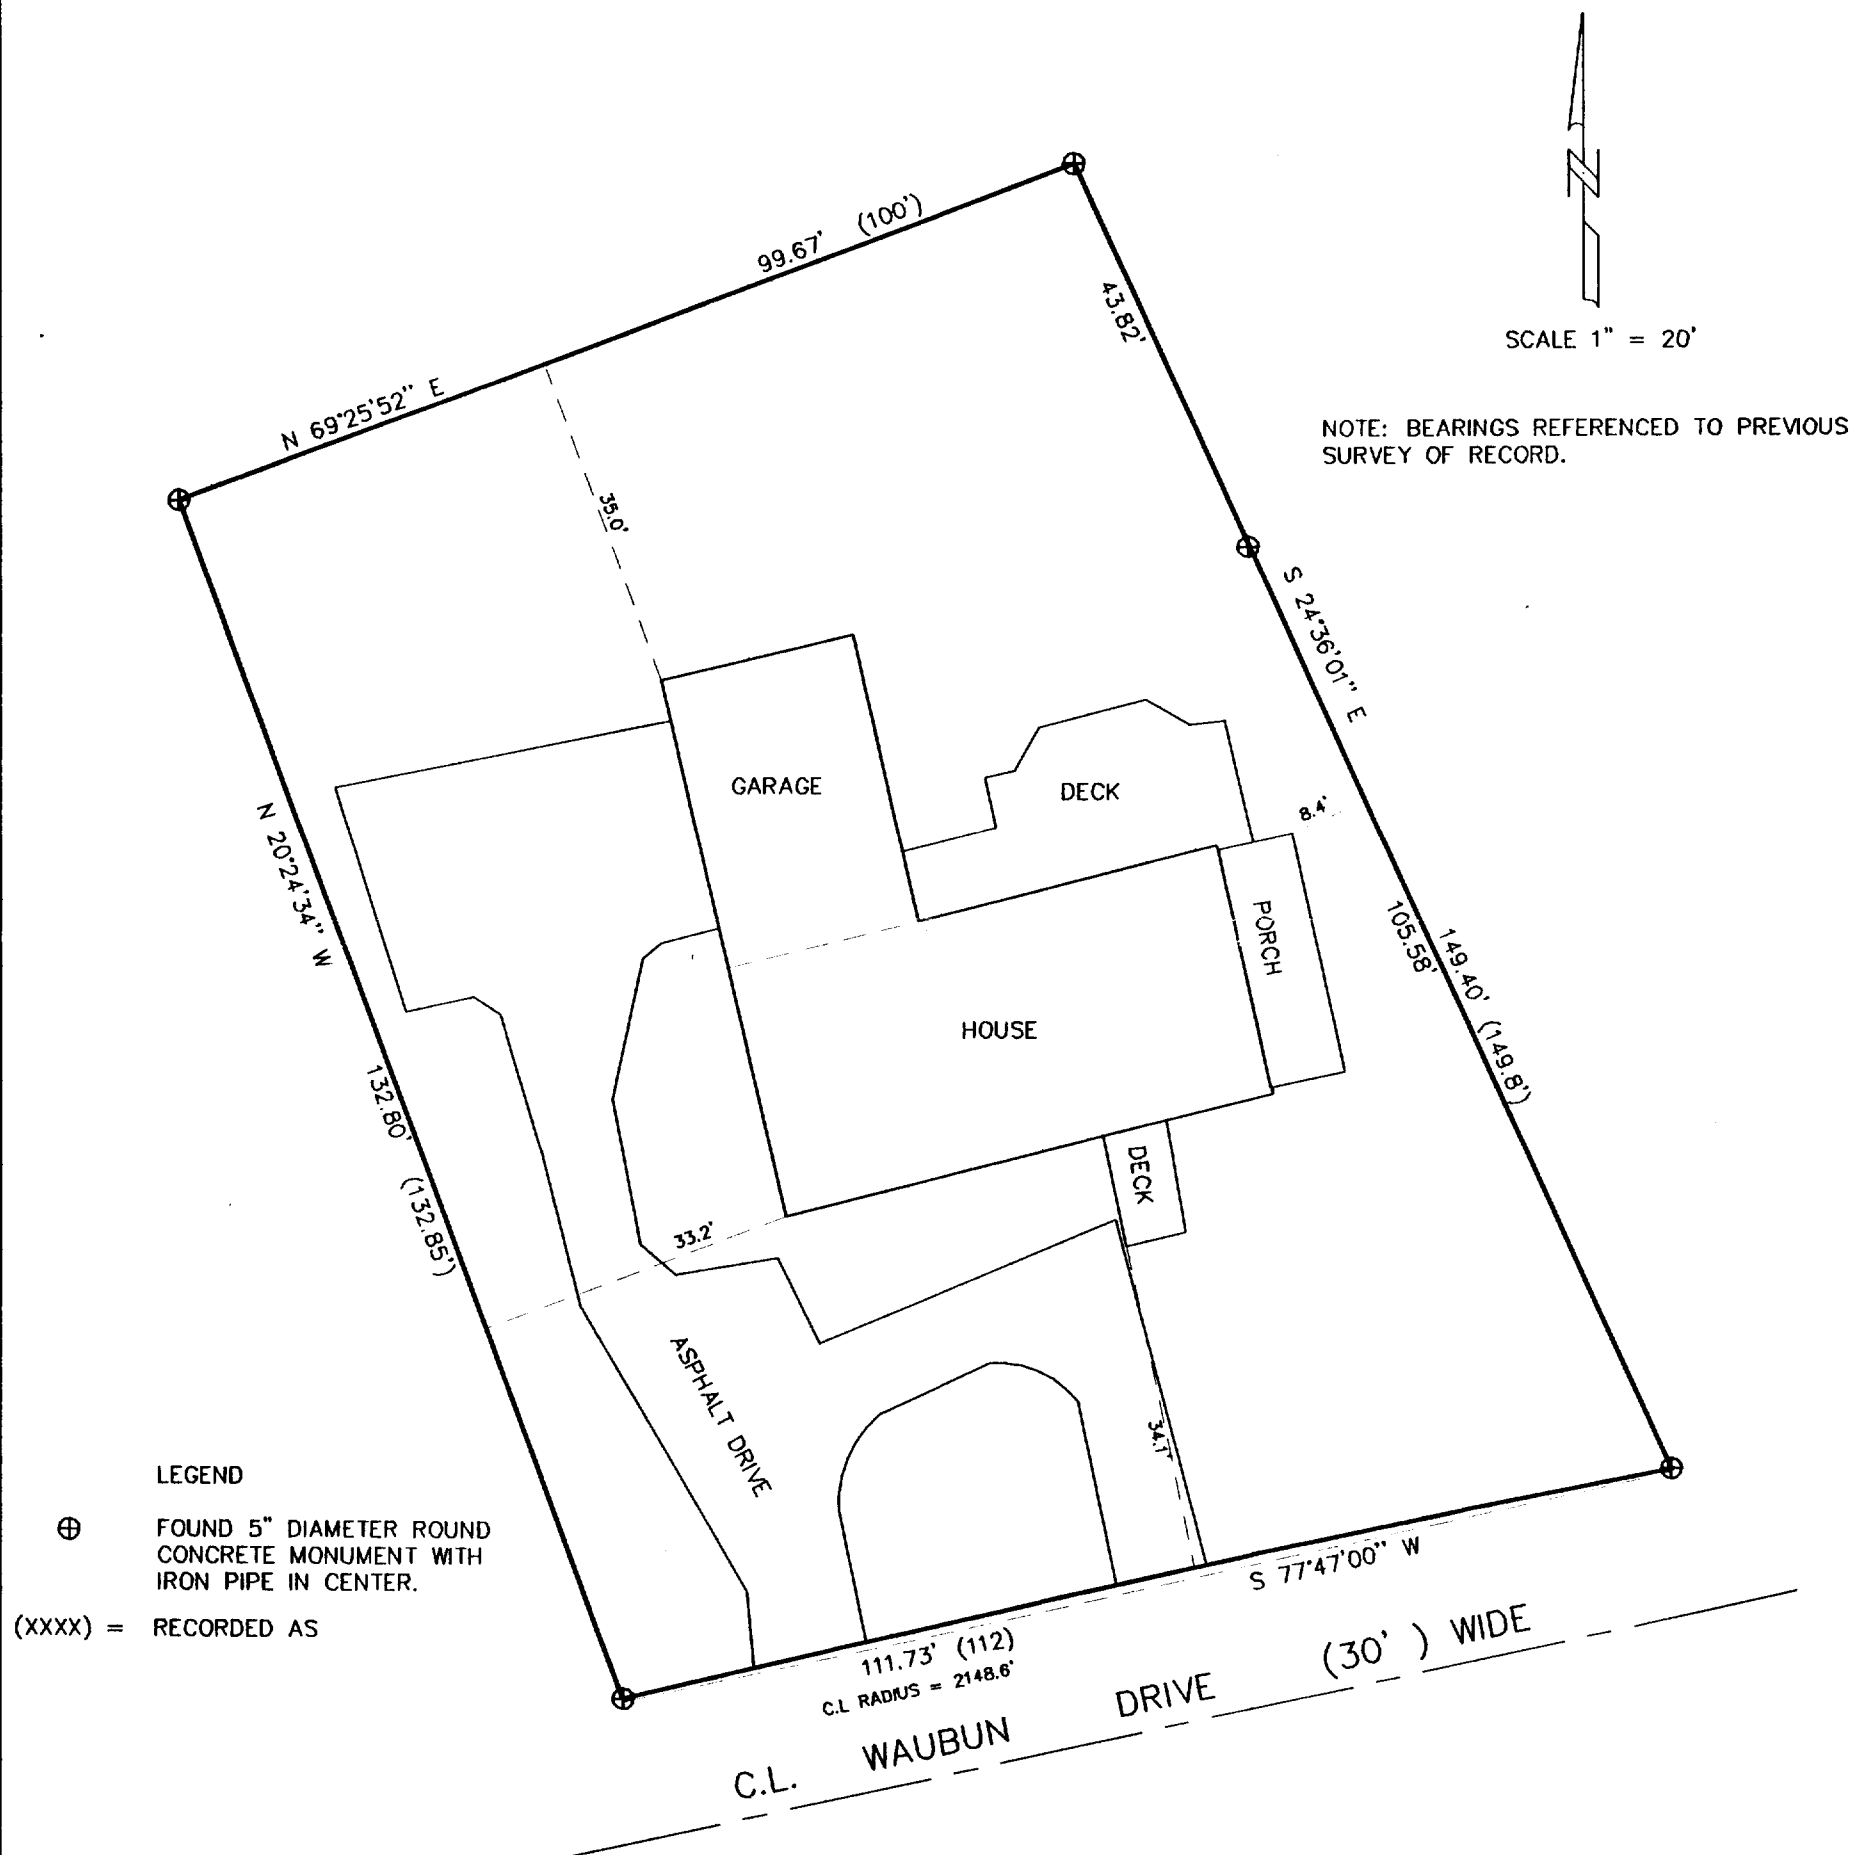 N
SCALE 1" = 20'
NOTE: BEARINGS REFERENCED TO PREVIOUS
SURVEY OF RECORD.
N 69°25'52" E
99.67' (100')
43.82'
S 24°36'01" E
105.58'
149.40' (149.8')
35.0'
GARAGE
DECK
8.4'
PORCH
HOUSE
DECK
N 20°24'34" W
132.80' (132.85')
33.2'
ASPHALT DRIVE
34.1'
S 77°47'00" W
111.73' (112)
C.L RADIUS = 2148.6'
C.L. WAUBUN DRIVE (30' ) WIDE
LEGEND
FOUND 5" DIAMETER ROUND
CONCRETE MONUMENT WITH
IRON PIPE IN CENTER.
(XXXX) = RECORDED AS